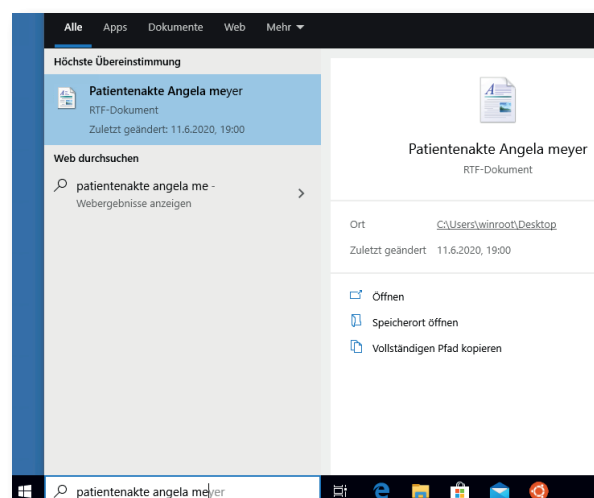 Alle Apps Dokumente Web Mehr
Höchste Übereinstimmung
Patientenakte Angela meyer
RTF-Dokument
Zuletzt geändert: 11.6.2020, 19:00
Web durchsuchen
patientenakte angela me -
Webergebnisse anzeigen
Patientenakte Angela meyer
RTF-Dokument
Ort C:\Users\winroot\Desktop
Zuletzt geändert 11.6.2020, 19:00
Öffnen
Speicherort öffnen
Vollständigen Pfad kopieren
patientenakte angela meyer